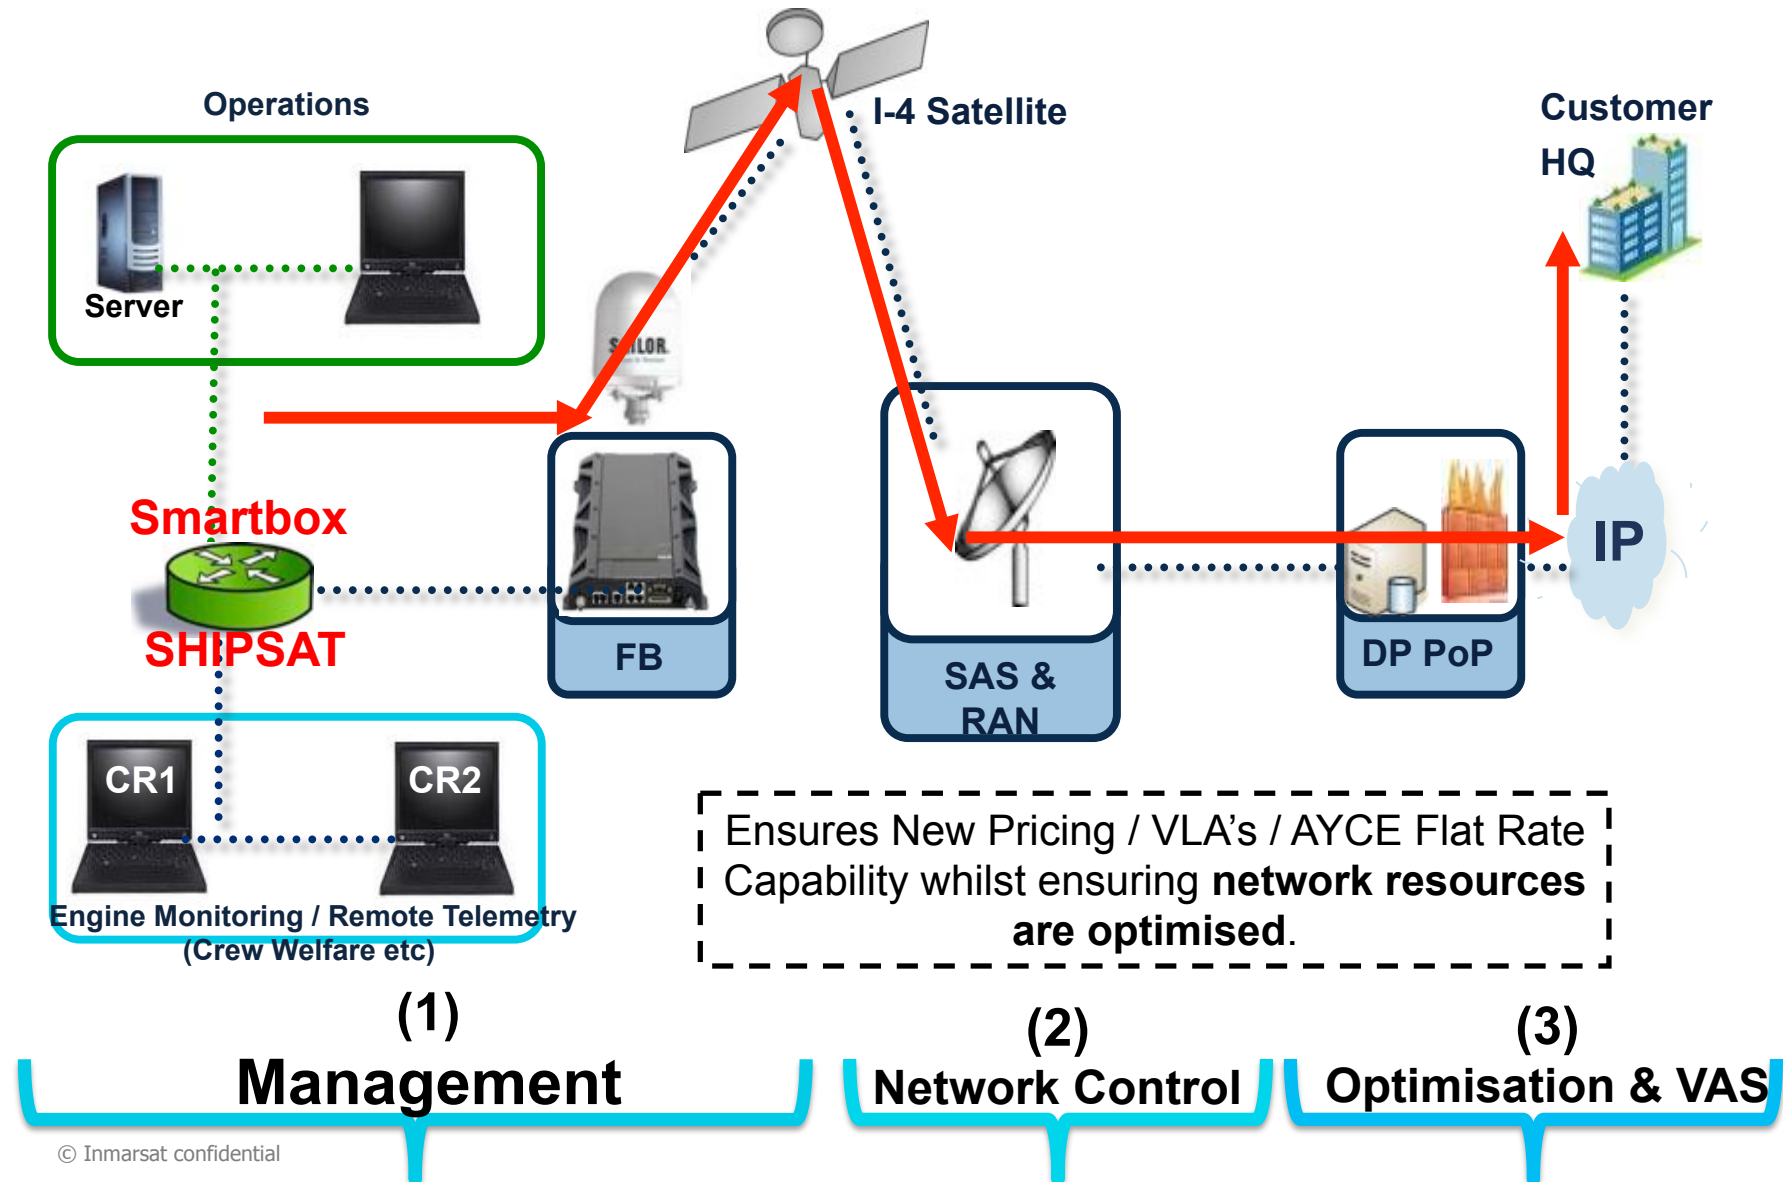 Operations
I-4 Satellite
Customer
HQ
Server
SAILOR.
Smartbox
SHIPSAT
FB
SAS &
RAN
DP PoP
IP
CR1
CR2
Engine Monitoring / Remote Telemetry
(Crew Welfare etc)
Ensures New Pricing / VLA's / AYCE Flat Rate
Capability whilst ensuring network resources
are optimised.
(1)
Management
(2)
Network Control
(3)
Optimisation & VAS
© Inmarsat confidential